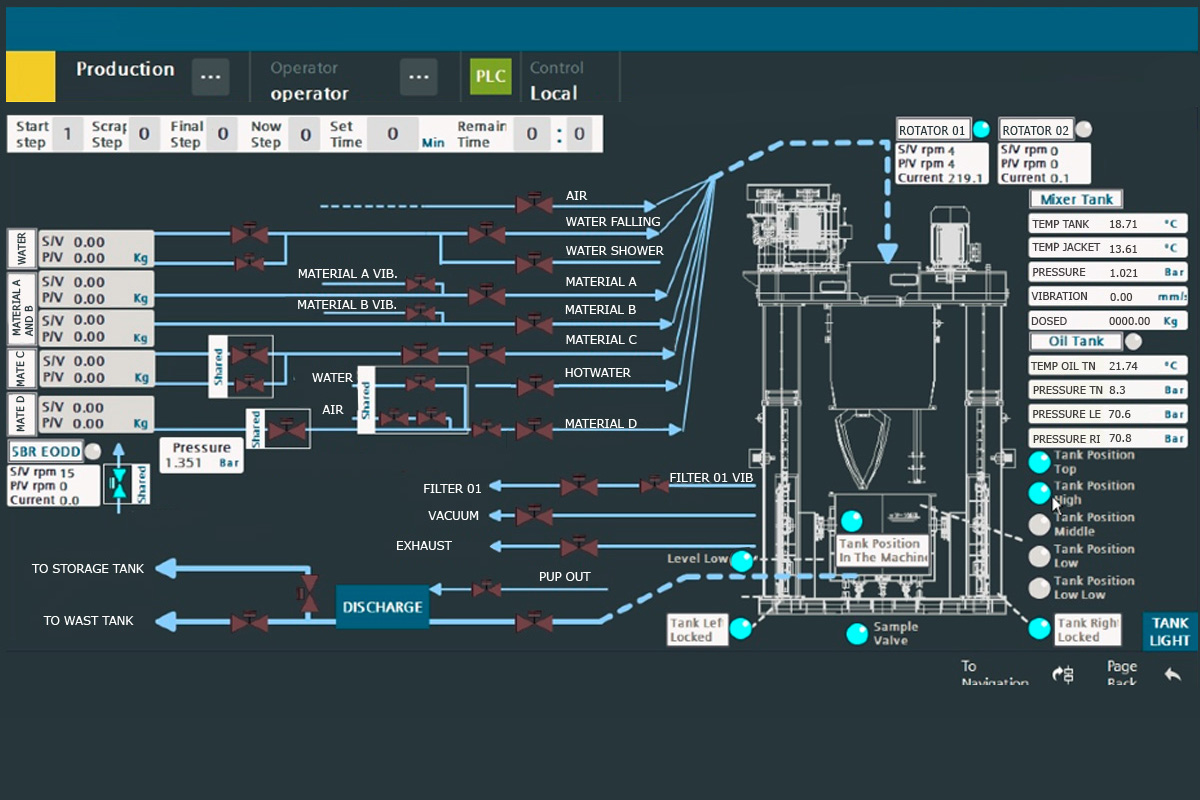 Production
...
Operator
operator
...
PLC
Control
Local
Start step 1
Scrap Step 0
Final Step 0
Now Step 0
Set Time 0 Min
Remain Time 0 : 0
ROTATOR 01
S/V rpm 4
P/V rpm 4
Current 219.1
ROTATOR 02
S/V rpm 0
P/V rpm 0
Current 0.1
AIR
WATER FALLING
WATER SHOWER
MATERIAL A VIB.
MATERIAL A
MATERIAL B VIB.
MATERIAL B
MATERIAL C
HOTWATER
MATERIAL D
WATER
S/V 0.00
P/V 0.00 Kg
MATERIAL A
AND B
S/V 0.00
P/V 0.00 Kg
S/V 0.00
P/V 0.00 Kg
MATE C
S/V 0.00
P/V 0.00 Kg
MATE D
S/V 0.00
P/V 0.00 Kg
Shared
WATER
AIR
Shared
Shared
SBR EODD
S/V rpm 15
P/V rpm 0
Current 0.0
Shared
Pressure
1.351 Bar
Mixer Tank
TEMP TANK 18.71 °C
TEMP JACKET 13.61 °C
PRESSURE 1.021 Bar
VIBRATION 0.00 mm/s
DOSED 0000.00 Kg
Oil Tank
TEMP OIL TN 21.74 °C
PRESSURE TN 8.3 Bar
PRESSURE LE 70.6 Bar
PRESSURE RI 70.8 Bar
Tank Position
Top
Tank Position
High
Tank Position
Middle
Tank Position
Low
Tank Position
Low Low
FILTER 01 VIB
FILTER 01
VACUUM
EXHAUST
PUP OUT
TO STORAGE TANK
TO WAST TANK
DISCHARGE
Tank Position
In The Machine
Level Low
Tank Left
Locked
Sample
Valve
Tank Right
Locked
TANK
LIGHT
To
Navigation
Page
Back